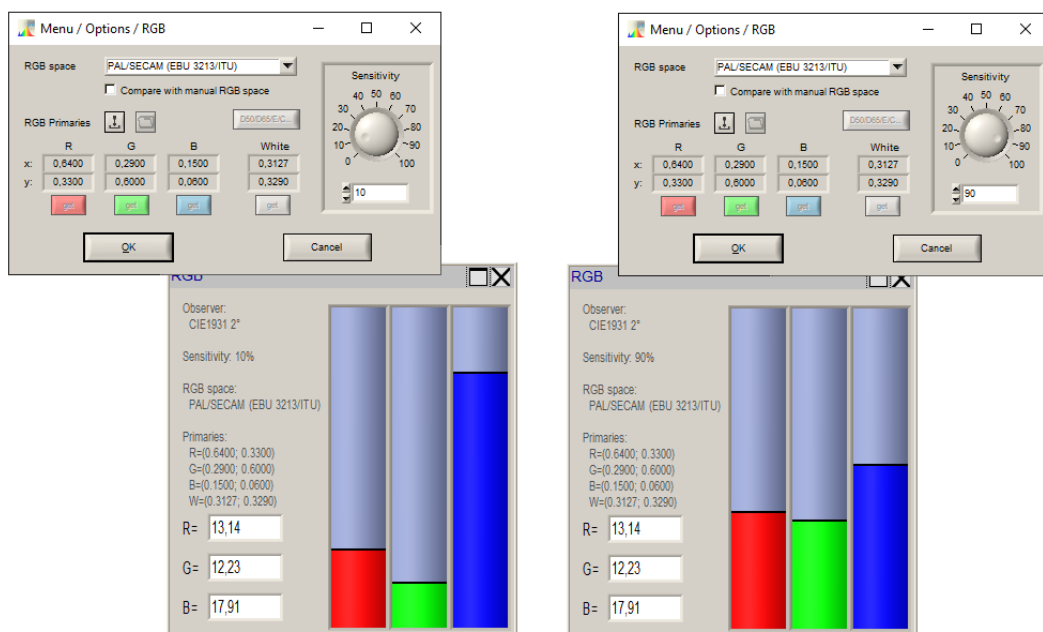 Menu / Options / RGB
RGB space PAL/SECAM (EBU 3213/ITU)
Compare with manual RGB space
RGB Primaries D50/D65/E/C...
R G B White
x: 0,6400 0,2900 0,1500 0,3127
y: 0,3300 0,6000 0,0600 0,3290
get get get get
OK Cancel
Sensitivity
0 10 20 30 40 50 60 70 80 90 100
10
RGB
Observer:
CIE1931 2°
Sensitivity: 10%
RGB space:
PAL/SECAM (EBU 3213/ITU)
Primaries:
R=(0.6400; 0.3300)
G=(0.2900; 0.6000)
B=(0.1500; 0.0600)
W=(0.3127; 0.3290)
R= 13,14
G= 12,23
B= 17,91
Menu / Options / RGB
RGB space PAL/SECAM (EBU 3213/ITU)
Compare with manual RGB space
RGB Primaries D50/D65/E/C...
R G B White
x: 0,6400 0,2900 0,1500 0,3127
y: 0,3300 0,6000 0,0600 0,3290
get get get get
OK Cancel
Sensitivity
0 10 20 30 40 50 60 70 80 90 100
90
RGB
Observer:
CIE1931 2°
Sensitivity: 90%
RGB space:
PAL/SECAM (EBU 3213/ITU)
Primaries:
R=(0.6400; 0.3300)
G=(0.2900; 0.6000)
B=(0.1500; 0.0600)
W=(0.3127; 0.3290)
R= 13,14
G= 12,23
B= 17,91